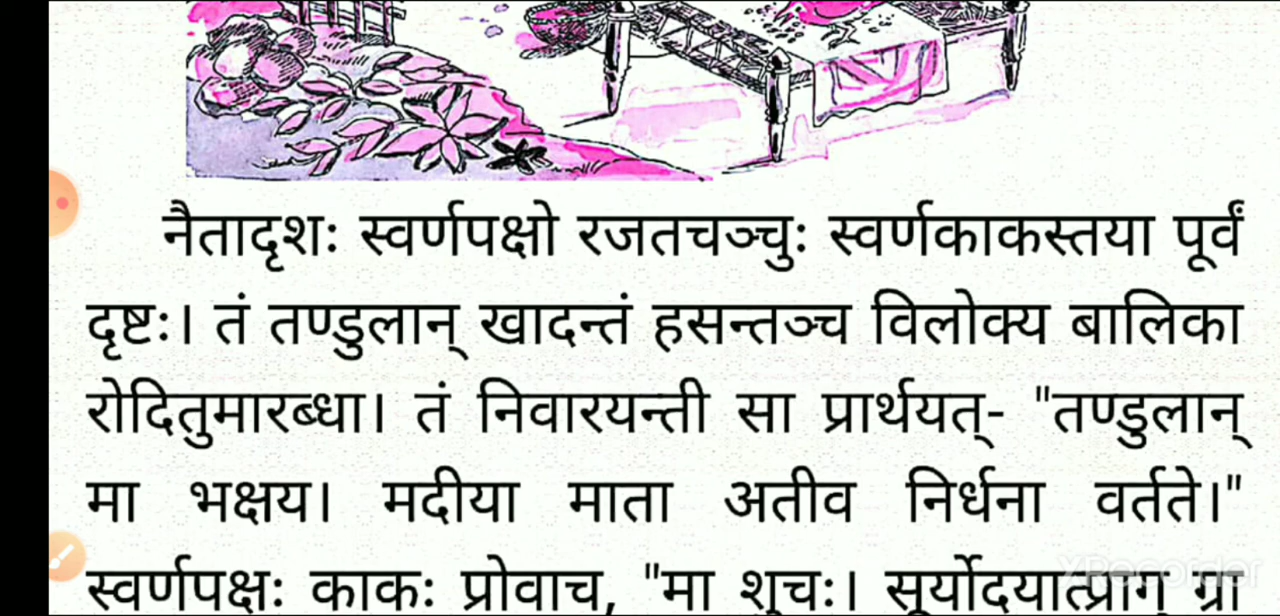 नैतादृशः स्वर्णपक्षो रजतचञ्चुः स्वर्णकाकस्तया पूर्वं
दृष्टः। तं तण्डुलान् खादन्तं हसन्तञ्च विलोक्य बालिका
रोदितुमारब्धा। तं निवारयन्ती सा प्रार्थयत्- "तण्डुलान्
मा भक्षय। मदीया माता अतीव निर्धना वर्तते।"
स्वर्णपक्षः काकः प्रोवाच, "मा शुचः। सूर्योदयात्प्राग् ग्रा
XRecorder